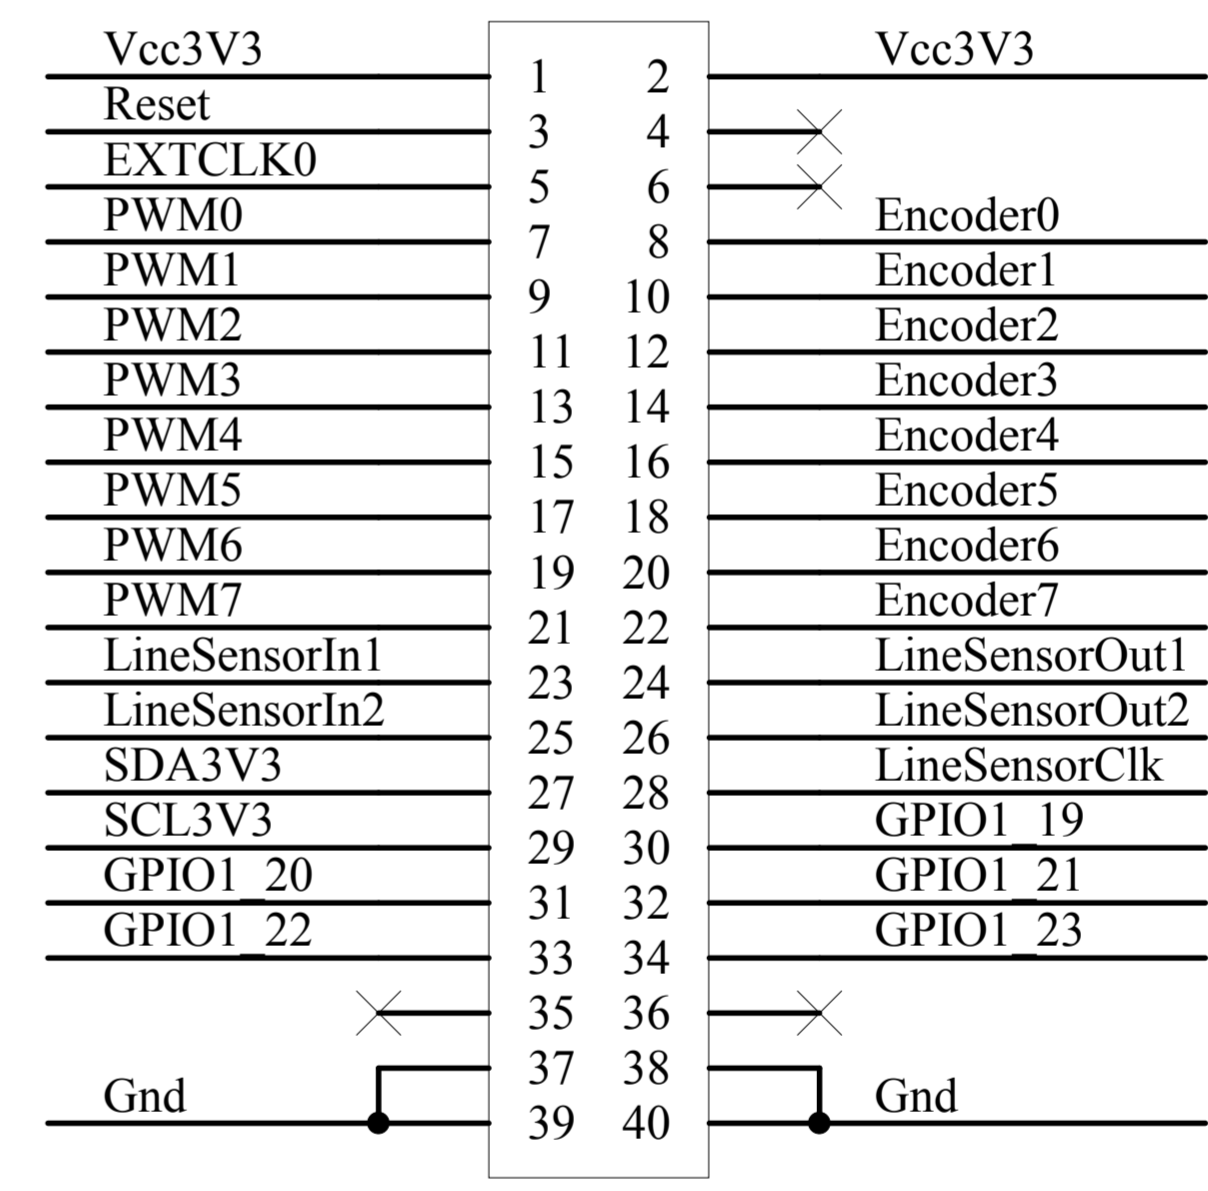 Vcc3V3 1 2 Vcc3V3
Reset 3 4
EXTCLK0 5 6
PWM0 7 8 Encoder0
PWM1 9 10 Encoder1
PWM2 11 12 Encoder2
PWM3 13 14 Encoder3
PWM4 15 16 Encoder4
PWM5 17 18 Encoder5
PWM6 19 20 Encoder6
PWM7 21 22 Encoder7
LineSensorIn1 23 24 LineSensorOut1
LineSensorIn2 25 26 LineSensorOut2
SDA3V3 27 28 LineSensorClk
SCL3V3 29 30 GPIO1_19
GPIO1_20 31 32 GPIO1_21
GPIO1_22 33 34 GPIO1_23
35 36
37 38
Gnd 39 40 Gnd